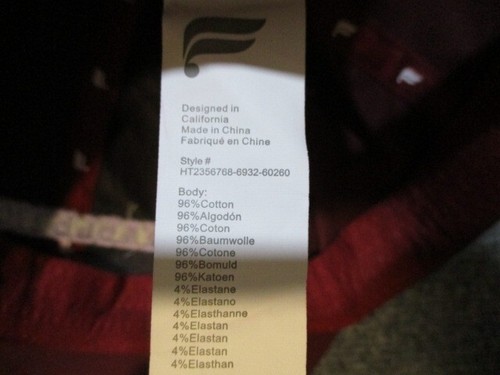 Designed in
California
Made in China
Fabriqué en Chine
Style #
HT2356768-6932-60260
Body:
96%Cotton
96%Algodón
96%Coton
96%Baumwolle
96%Cotone
96%Bomuld
96%Katoen
4%Elastane
4%Elastano
4%Elasthanne
4%Elastan
4%Elastan
4%Elastan
4%Elasthan